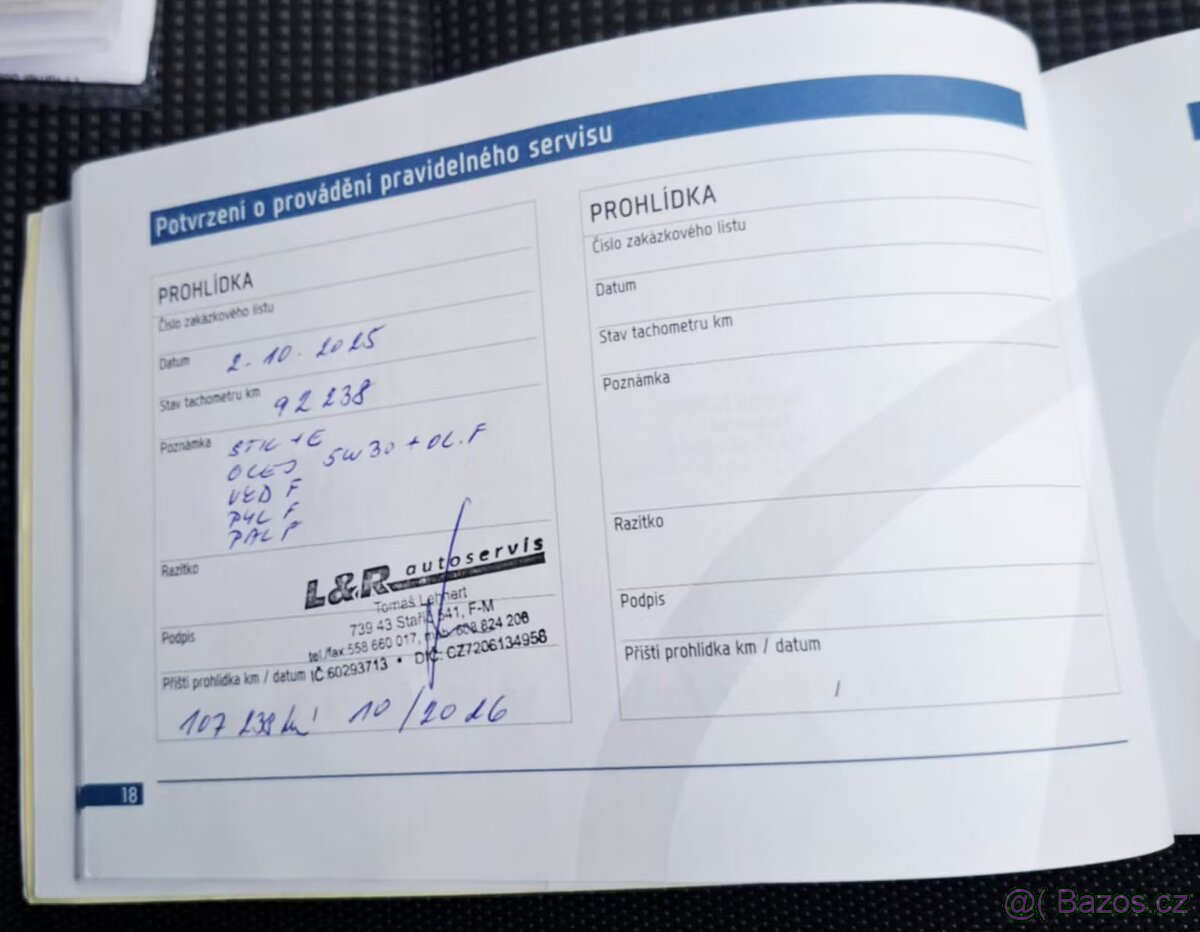 Potvrzení o provádění pravidelného servisu
PROHLÍDKA
Číslo zakázkového listu
Datum 2.10.2025
Stav tachometru km 92 238
Poznámka STK + E
OLEJ 5W30 + OL.F
VZD F
PYL F
PAL F
Razítko
L&R autoservis
Tomáš Lehnert
739 43 Staříč 541, F-M
tel./fax:558 660 017, mob. 608 824 208
IČ:60293713 • DIČ: CZ7206134958
Podpis
Příští prohlídka km / datum
107 238 km / 10/2026
PROHLÍDKA
Číslo zakázkového listu
Datum
Stav tachometru km
Poznámka
Razítko
Podpis
Příští prohlídka km / datum
/
18
@( Bazos.cz